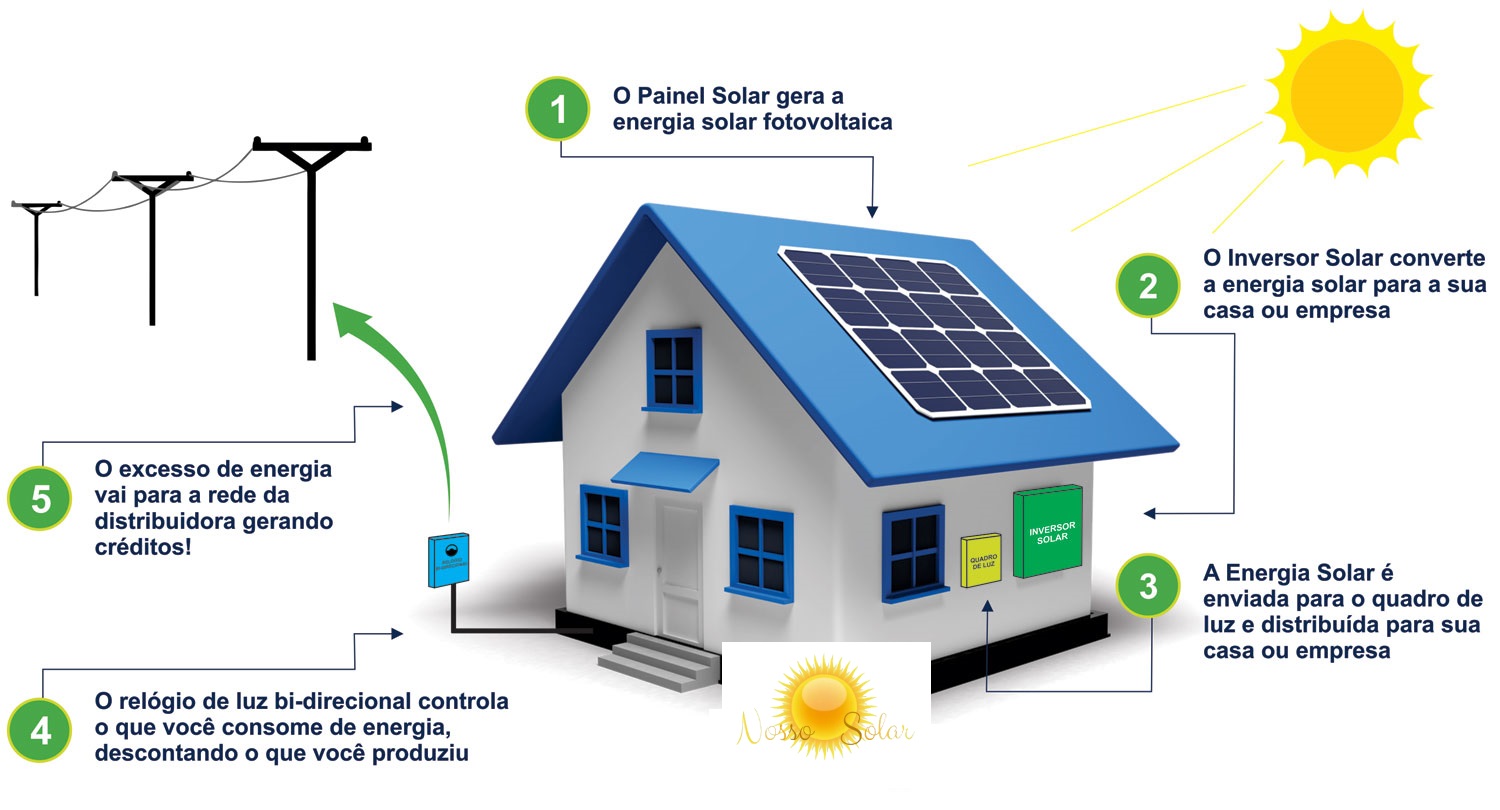 1
O Painel Solar gera a
energia solar fotovoltaica
2
O Inversor Solar converte
a energia solar para a sua
casa ou empresa
INVERSOR
SOLAR
QUADRO
DE LUZ
3
A Energia Solar é
enviada para o quadro de
luz e distribuída para sua
casa ou empresa
4
O relógio de luz bi-direcional controla
o que você consome de energia,
descontando o que você produziu
5
O excesso de energia
vai para a rede da
distribuidora gerando
créditos!
Nosso Solar